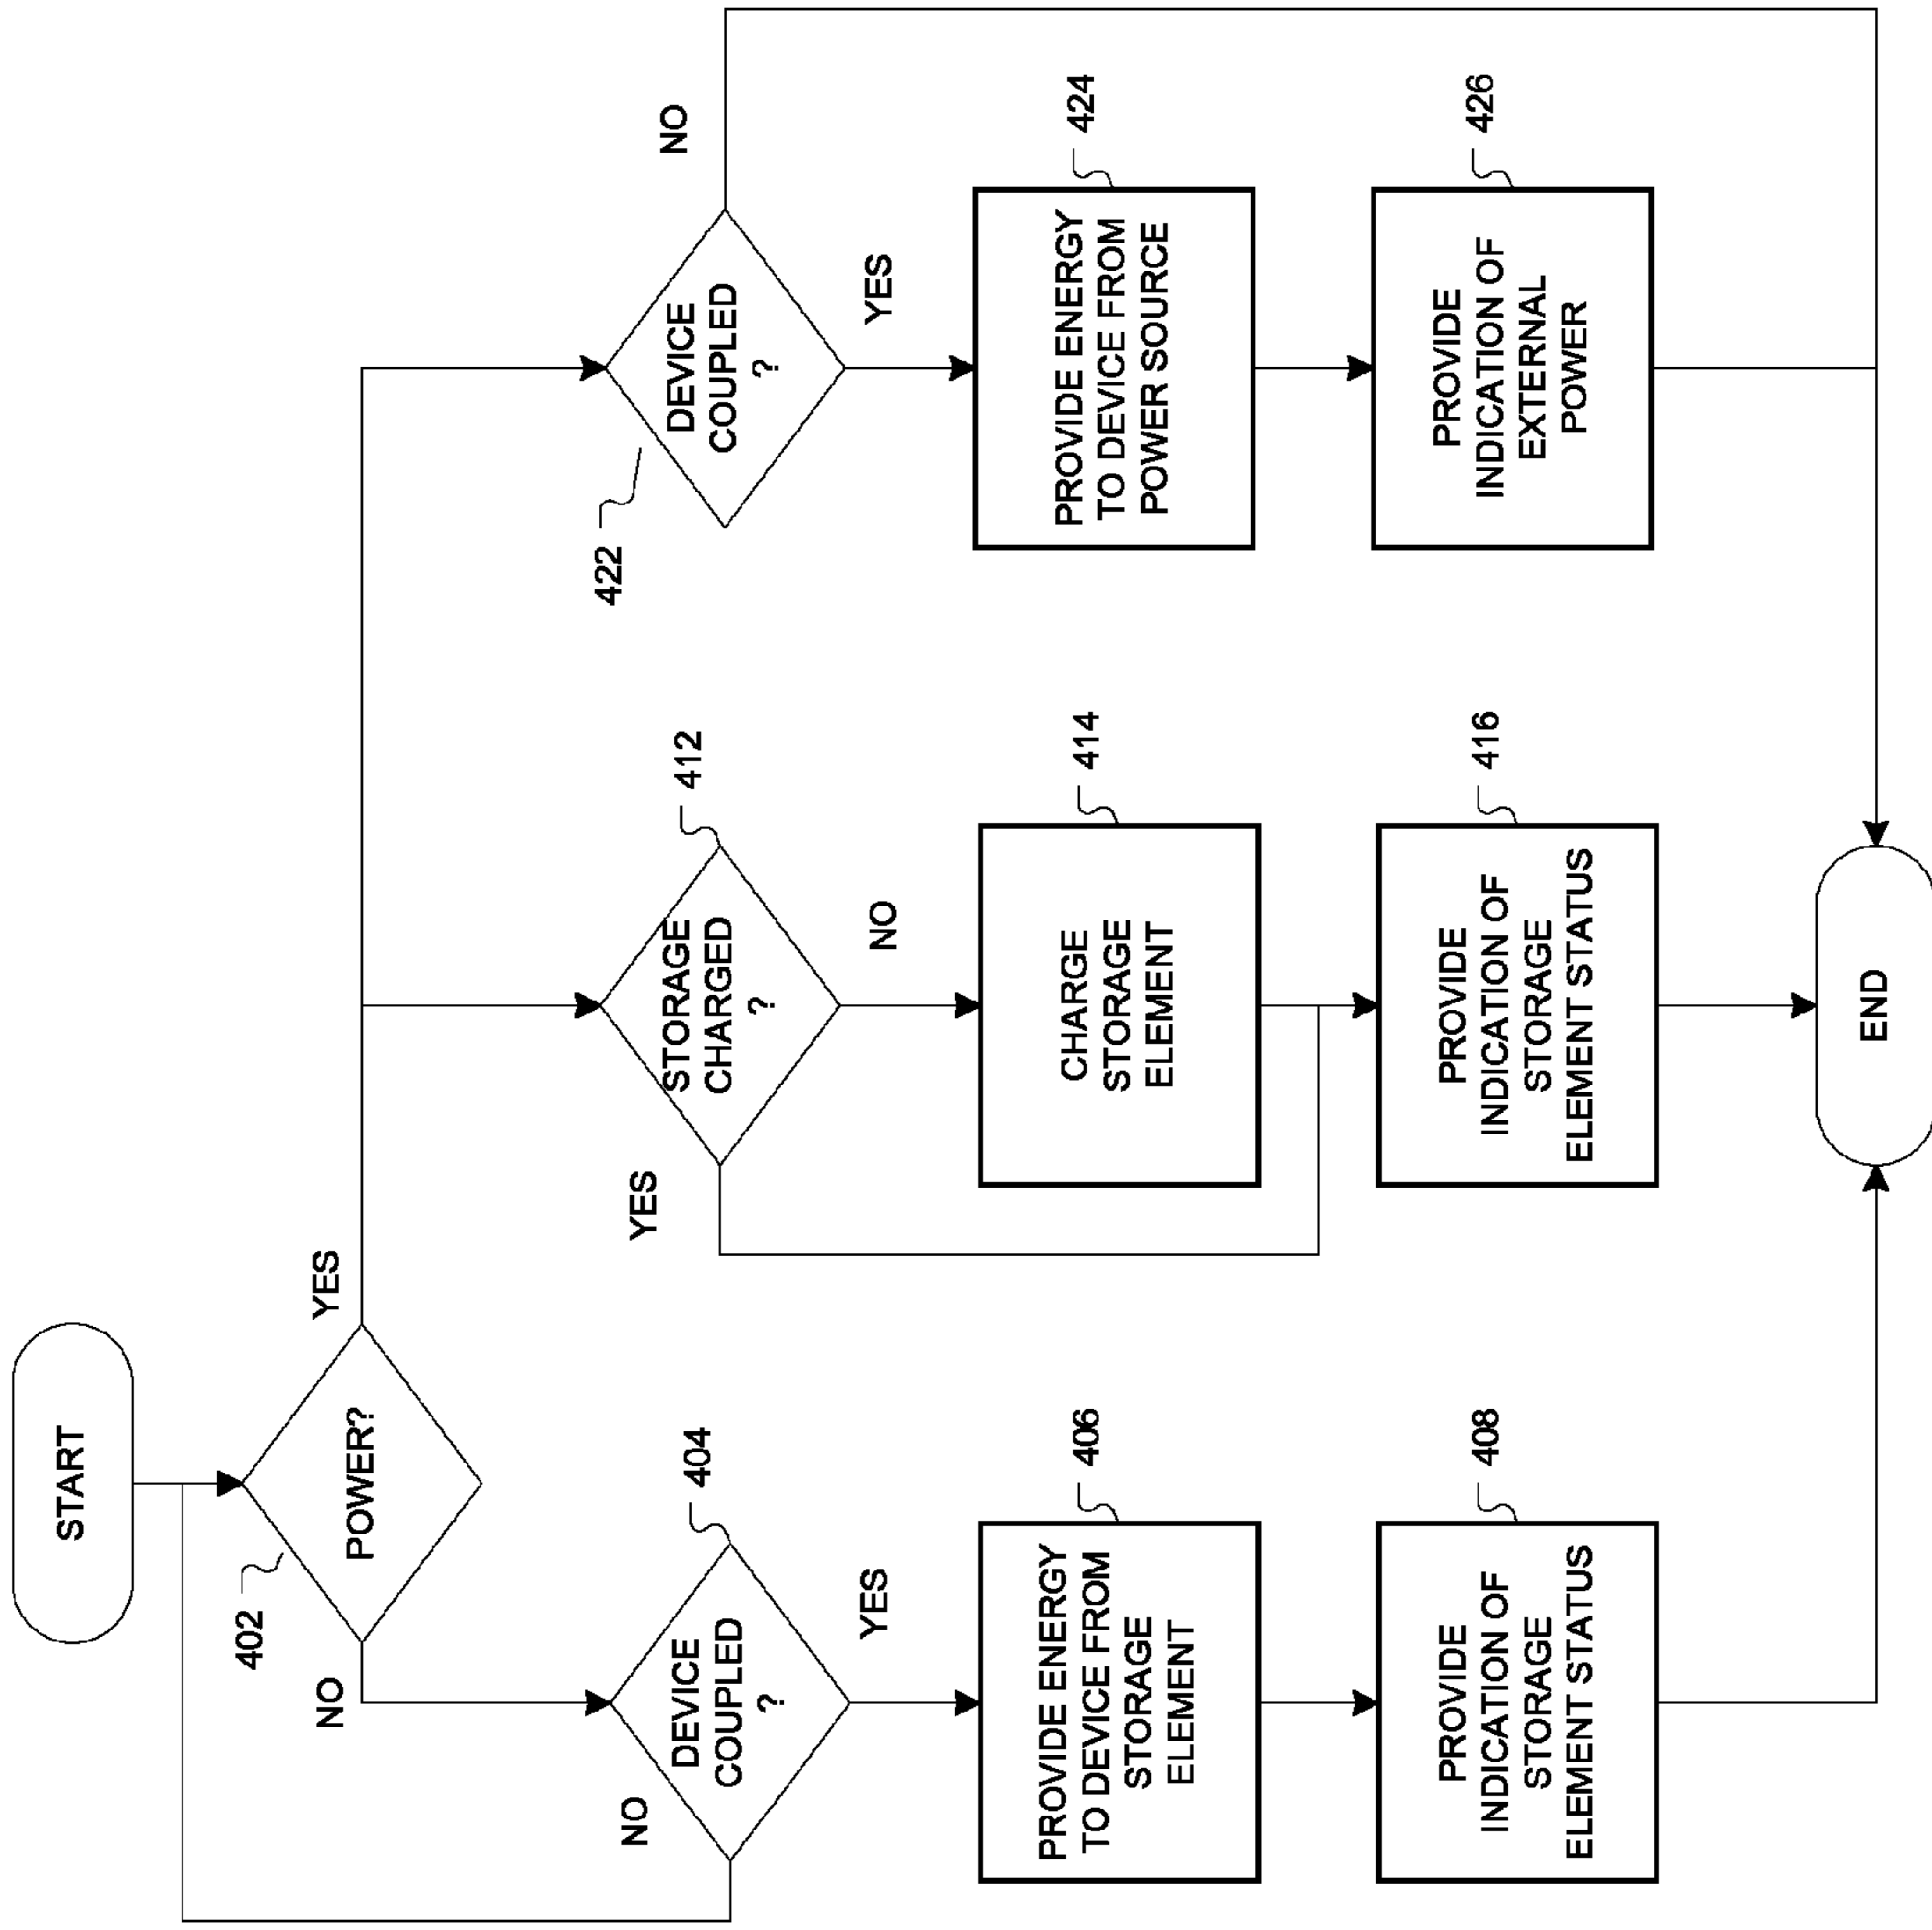 START
402
POWER?
YES
NO
404
DEVICE
COUPLED
?
NO
YES
406
PROVIDE ENERGY
TO DEVICE FROM
STORAGE
ELEMENT
408
PROVIDE
INDICATION OF
STORAGE
ELEMENT STATUS
412
STORAGE
CHARGED
?
YES
NO
414
CHARGE
STORAGE
ELEMENT
416
PROVIDE
INDICATION OF
STORAGE
ELEMENT STATUS
422
DEVICE
COUPLED
?
NO
YES
424
PROVIDE ENERGY
TO DEVICE FROM
POWER SOURCE
426
PROVIDE
INDICATION OF
EXTERNAL
POWER
END